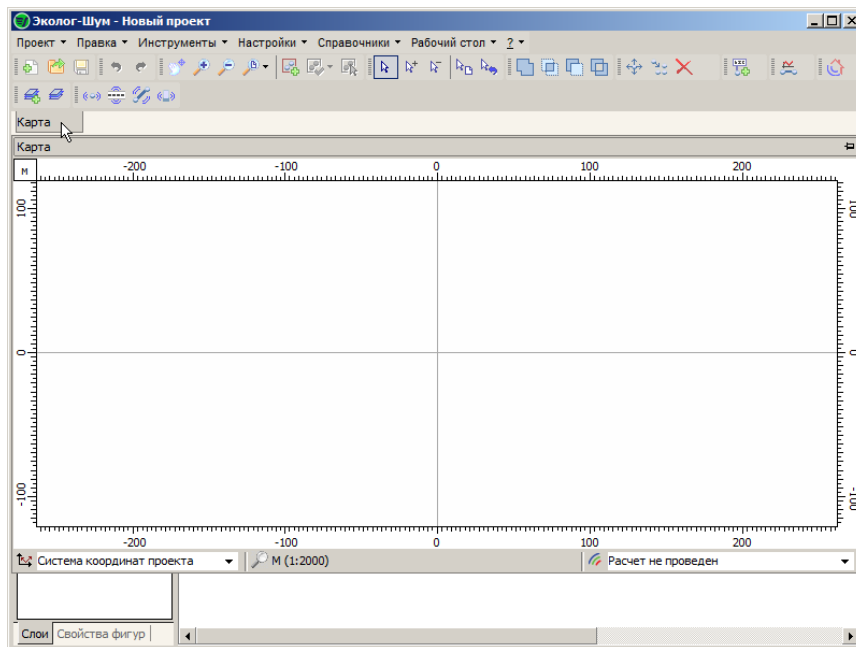 Эколог-Шум - Новый проект
Проект Правка Инструменты Настройки Справочники Рабочий стол ?
Карта
Карта
м -200 -100 0 100 200
100 100
0 0
-100 -100
-200 -100 0 100 200
Система координат проекта М (1:2000) Расчет не проведен
Слои Свойства фигур